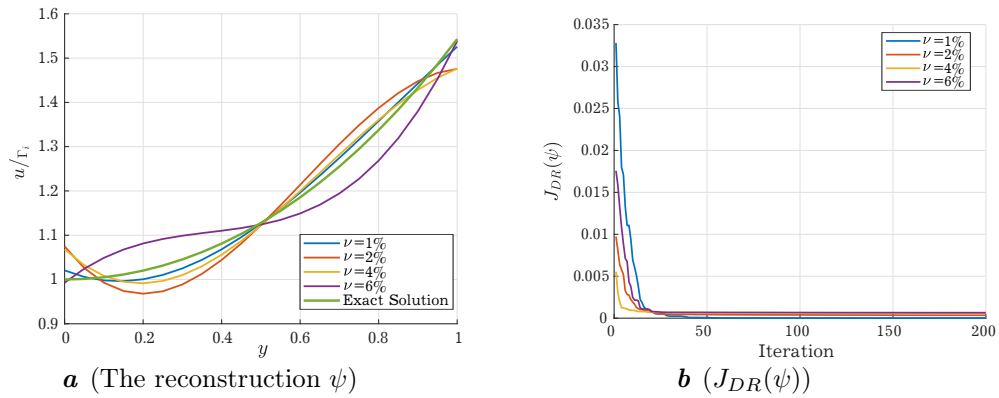 1.6
1.5
1.4
1.3
1.2
1.1
1
0.9
u/Γi
0
0.2
0.4
0.6
0.8
1
y
ν=1%
ν=2%
ν=4%
ν=6%
Exact Solution
a (The reconstruction ψ)
0.035
0.03
0.025
0.02
0.015
0.01
0.005
0
J_DR(ψ)
0
50
100
150
200
Iteration
ν=1%
ν=2%
ν=4%
ν=6%
b (J_DR(ψ))